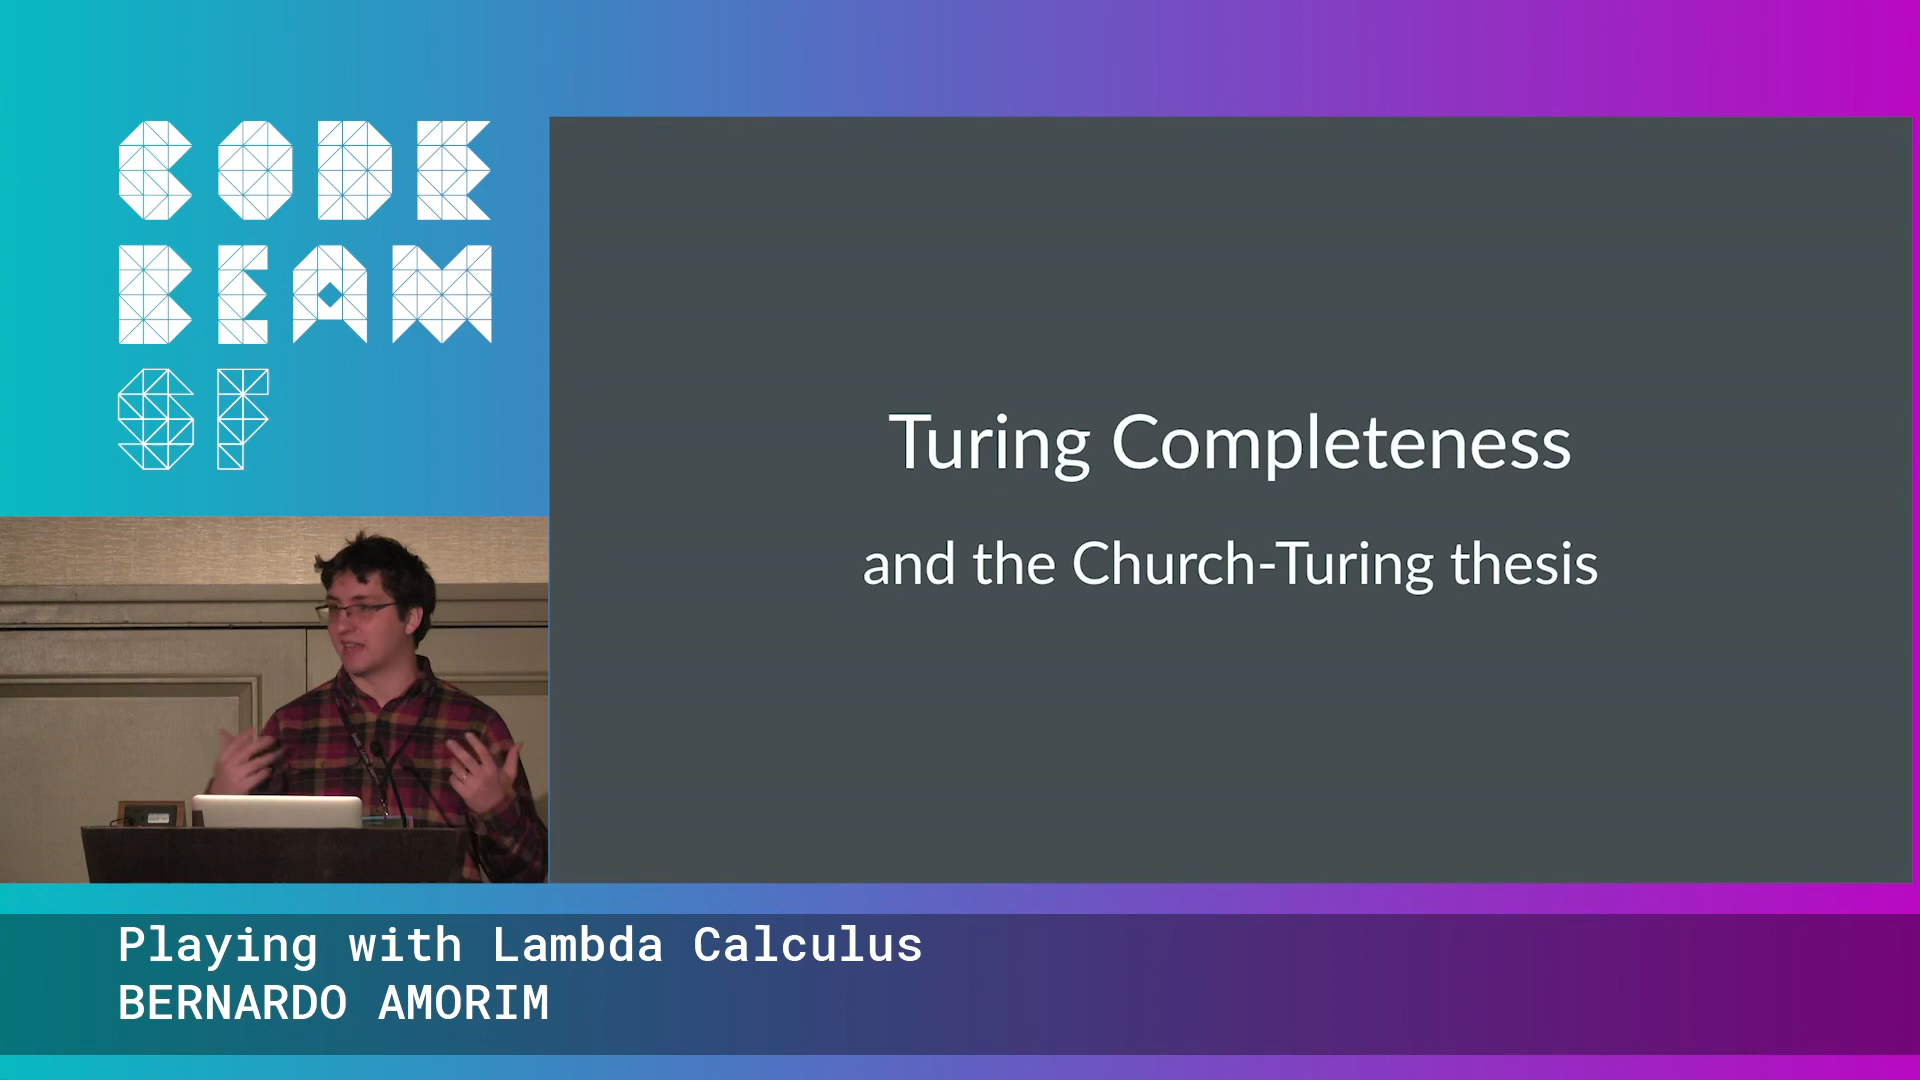 CODE
BEAM
SF
Turing Completeness
and the Church-Turing thesis
Playing with Lambda Calculus
BERNARDO AMORIM